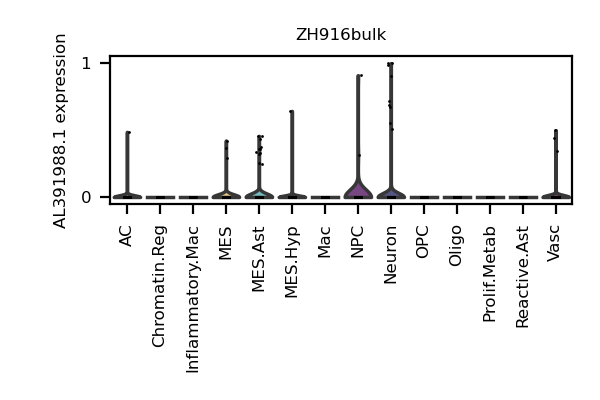 ZH916bulk
AL391988.1 expression
1
0
AC
Chromatin.Reg
Inflammatory.Mac
MES
MES.Ast
MES.Hyp
Mac
NPC
Neuron
OPC
Oligo
Prolif.Metab
Reactive.Ast
Vasc